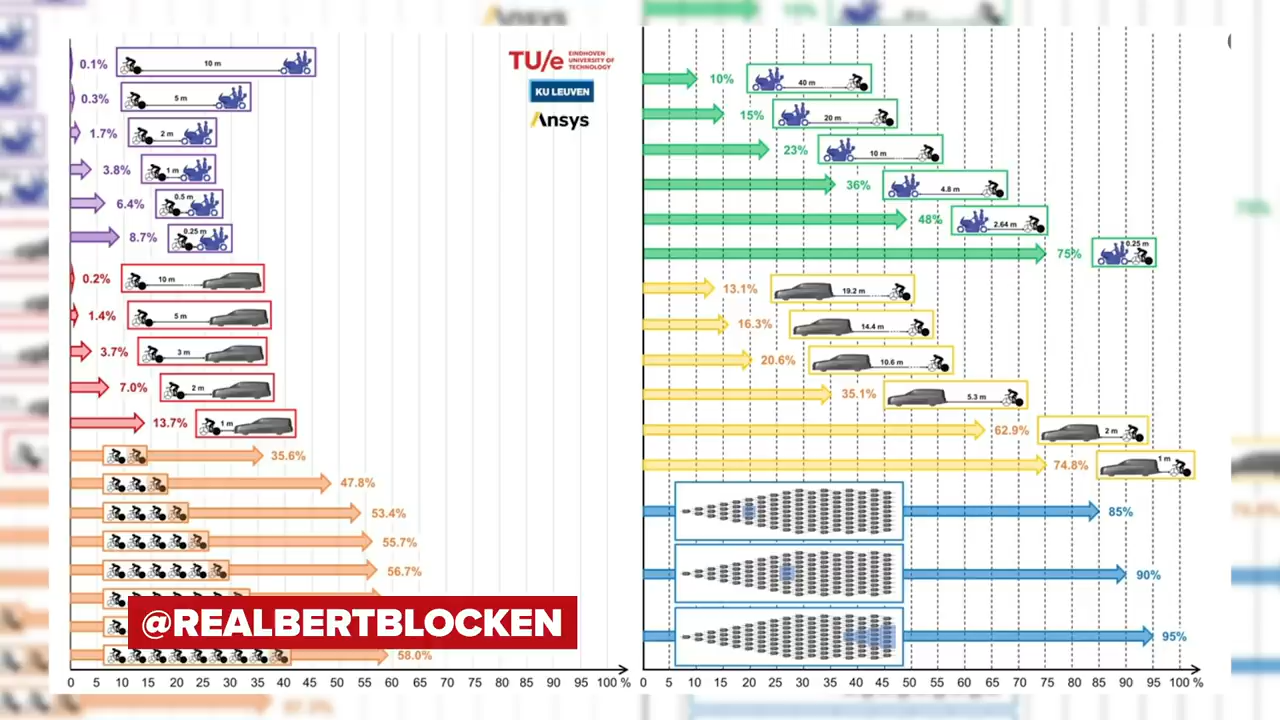 0.1% 10 m
0.3% 5 m
1.7% 2 m
3.8% 1 m
6.4% 0.5 m
8.7% 0.25 m
0.2% 10 m
1.4% 5 m
3.7% 3 m
7.0% 2 m
13.7% 1 m
35.6%
47.8%
53.4%
55.7%
56.7%
58.0%
0 5 10 15 20 25 30 35 40 45 50 55 60 65 70 75 80 85 90 95 100 %
TU/e EINDHOVEN
UNIVERSITY OF
TECHNOLOGY
KU LEUVEN
Ansys
10% 40 m
15% 20 m
23% 10 m
36% 4.8 m
48% 2.64 m
75% 0.25 m
13.1% 19.2 m
16.3% 14.4 m
20.6% 10.6 m
35.1% 5.3 m
62.9% 2 m
74.8% 1 m
85%
90%
95%
0 5 10 15 20 25 30 35 40 45 50 55 60 65 70 75 80 85 90 95 100 %
@REALBERTBLOCKEN